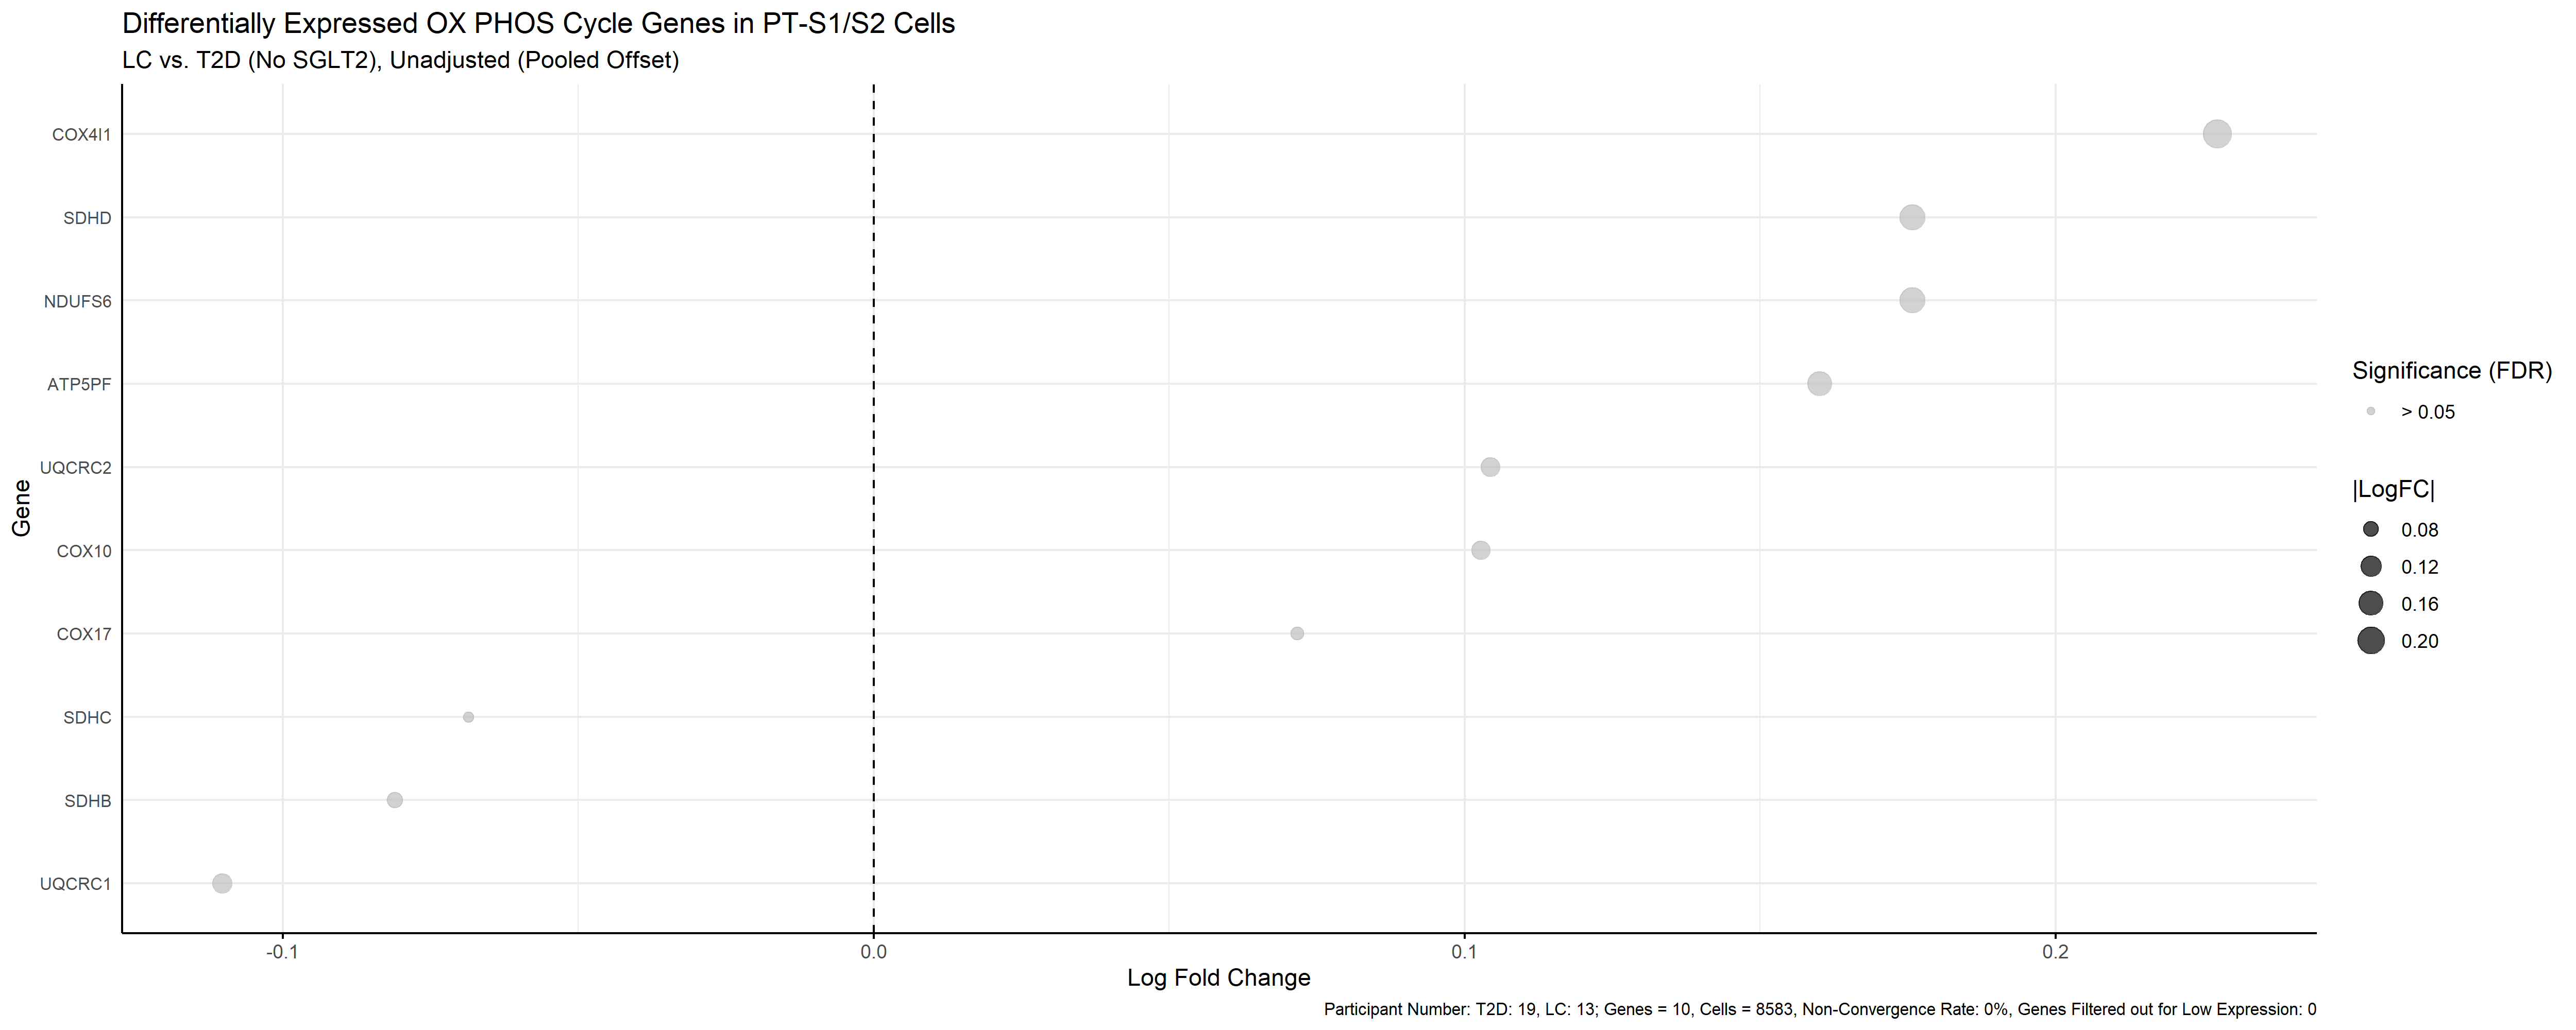 Differentially Expressed OX PHOS Cycle Genes in PT-S1/S2 Cells
LC vs. T2D (No SGLT2), Unadjusted (Pooled Offset)
Gene
COX4I1
SDHD
NDUFS6
ATP5PF
UQCRC2
COX10
COX17
SDHC
SDHB
UQCRC1
-0.1
0.0
0.1
0.2
Log Fold Change
Significance (FDR)
> 0.05
|LogFC|
0.08
0.12
0.16
0.20
Participant Number: T2D: 19, LC: 13; Genes = 10, Cells = 8583, Non-Convergence Rate: 0%, Genes Filtered out for Low Expression: 0